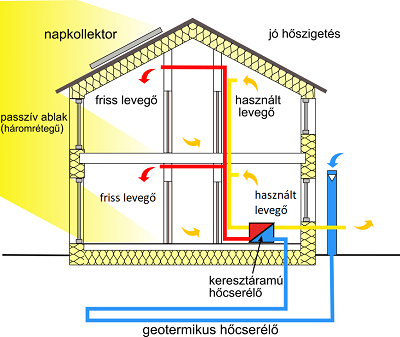 napkollektor
jó hőszigetés
friss levegő
használt
levegő
passzív ablak
(háromrétegű)
friss levegő
használt
levegő
keresztáramú
hőcserélő
geotermikus hőcserélő